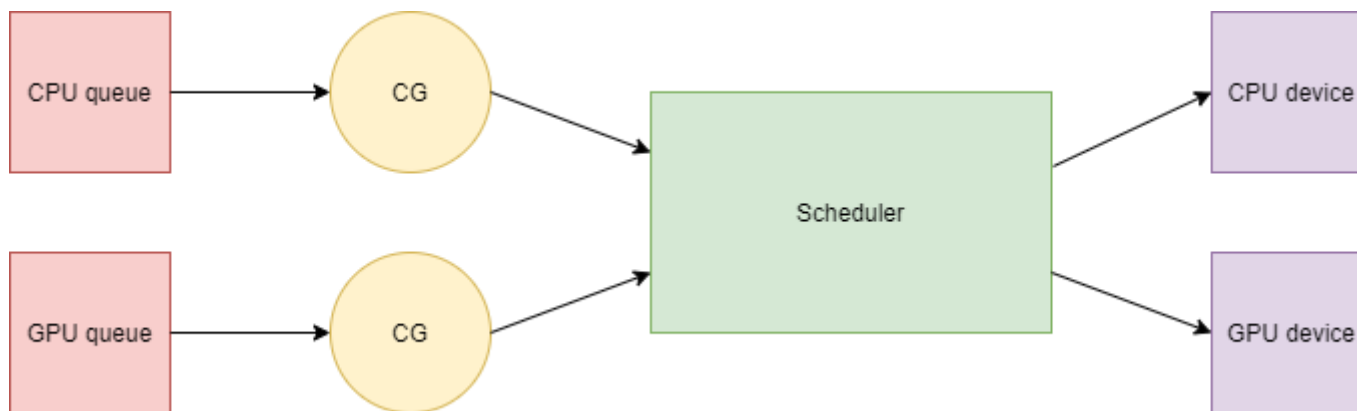 CPU queue
CG
CPU device
Scheduler
GPU queue
CG
GPU device